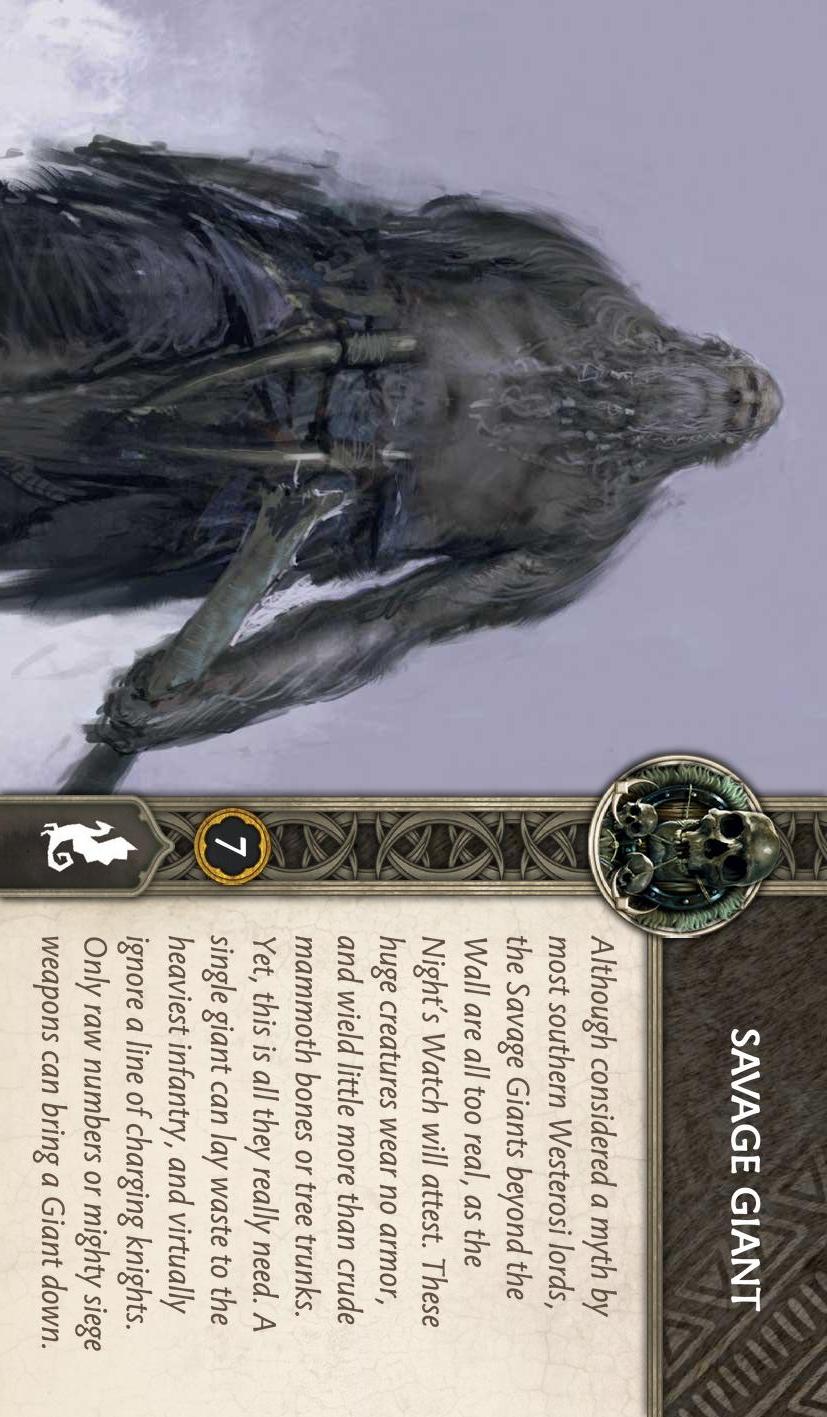 SAVAGE GIANT
7
Although considered a myth by
most southern Westerosi lords,
the Savage Giants beyond the
Wall are all too real, as the
Night's Watch will attest. These
huge creatures wear no armor,
and wield little more than crude
mammoth bones or tree trunks.
Yet, this is all they really need. A
single giant can lay waste to the
heaviest infantry, and virtually
ignore a line of charging knights.
Only raw numbers or mighty siege
weapons can bring a Giant down.